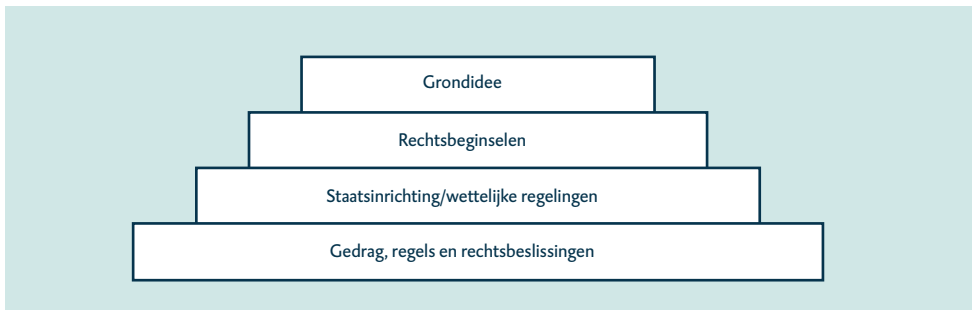 Grondidee
Rechtsbeginselen
Staatsinrichting/wettelijke regelingen
Gedrag, regels en rechtsbeslissingen